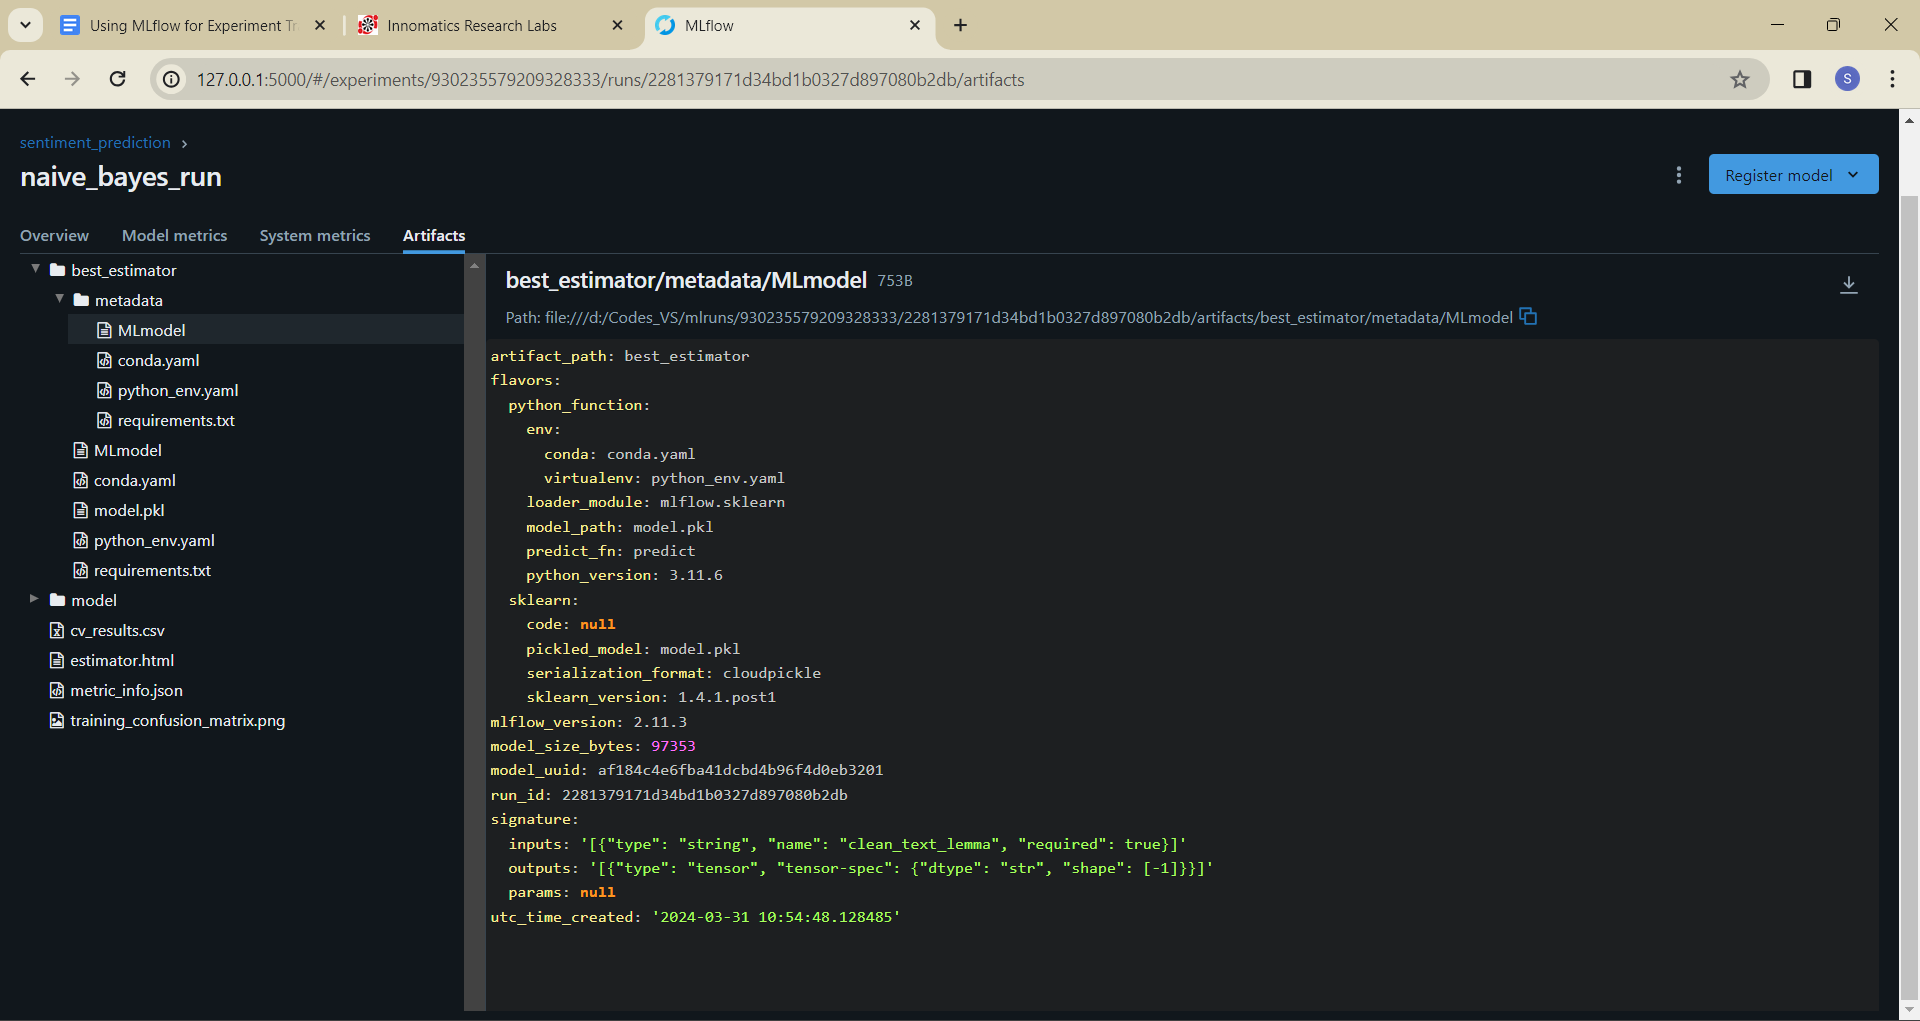 Using MLflow for Experiment Tr
Innomatics Research Labs
MLflow
127.0.0.1:5000/#/experiments/930235579209328333/runs/2281379171d34bd1b0327d897080b2db/artifacts
S
sentiment_prediction
naive_bayes_run
Register model
Overview
Model metrics
System metrics
Artifacts
best_estimator
metadata
MLmodel
conda.yaml
python_env.yaml
requirements.txt
MLmodel
conda.yaml
model.pkl
python_env.yaml
requirements.txt
model
cv_results.csv
estimator.html
metric_info.json
training_confusion_matrix.png
best_estimator/metadata/MLmodel 753B
Path: file:///d:/Codes_VS/mlruns/930235579209328333/2281379171d34bd1b0327d897080b2db/artifacts/best_estimator/metadata/MLmodel
artifact_path: best_estimator
flavors:
python_function:
env:
conda: conda.yaml
virtualenv: python_env.yaml
loader_module: mlflow.sklearn
model_path: model.pkl
predict_fn: predict
python_version: 3.11.6
sklearn:
code: null
pickled_model: model.pkl
serialization_format: cloudpickle
sklearn_version: 1.4.1.post1
mlflow_version: 2.11.3
model_size_bytes: 97353
model_uuid: af184c4e6fba41dcbd4b96f4d0eb3201
run_id: 2281379171d34bd1b0327d897080b2db
signature:
inputs: '[{"type": "string", "name": "clean_text_lemma", "required": true}]'
outputs: '[{"type": "tensor", "tensor-spec": {"dtype": "str", "shape": [-1]}}]'
params: null
utc_time_created: '2024-03-31 10:54:48.128485'